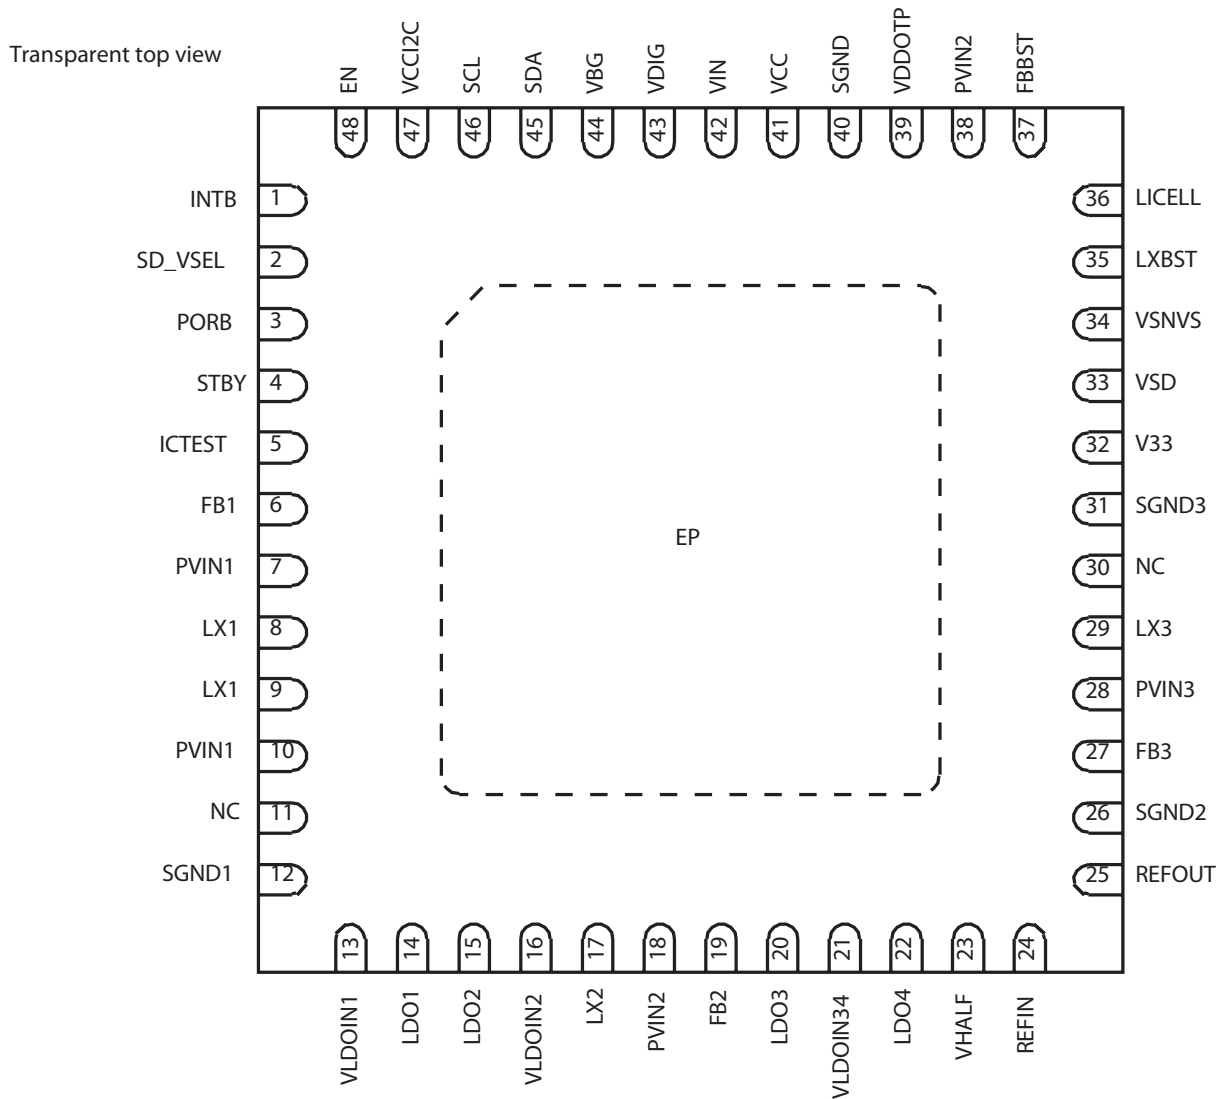 Transparent top view
EN
VCCI2C
SCL
SDA
VBG
VDIG
VIN
VCC
SGND
VDDOTP
PVIN2
FBBST
48
47
46
45
44
43
42
41
40
39
38
37
INTB 1
SD_VSEL 2
PORB 3
STBY 4
ICTEST 5
FB1 6
PVIN1 7
LX1 8
LX1 9
PVIN1 10
NC 11
SGND1 12
EP
36 LICELL
35 LXBST
34 VSNVS
33 VSD
32 V33
31 SGND3
30 NC
29 LX3
28 PVIN3
27 FB3
26 SGND2
25 REFOUT
13
14
15
16
17
18
19
20
21
22
23
24
VLDOIN1
LDO1
LDO2
VLDOIN2
LX2
PVIN2
FB2
LDO3
VLDOIN34
LDO4
VHALF
REFIN